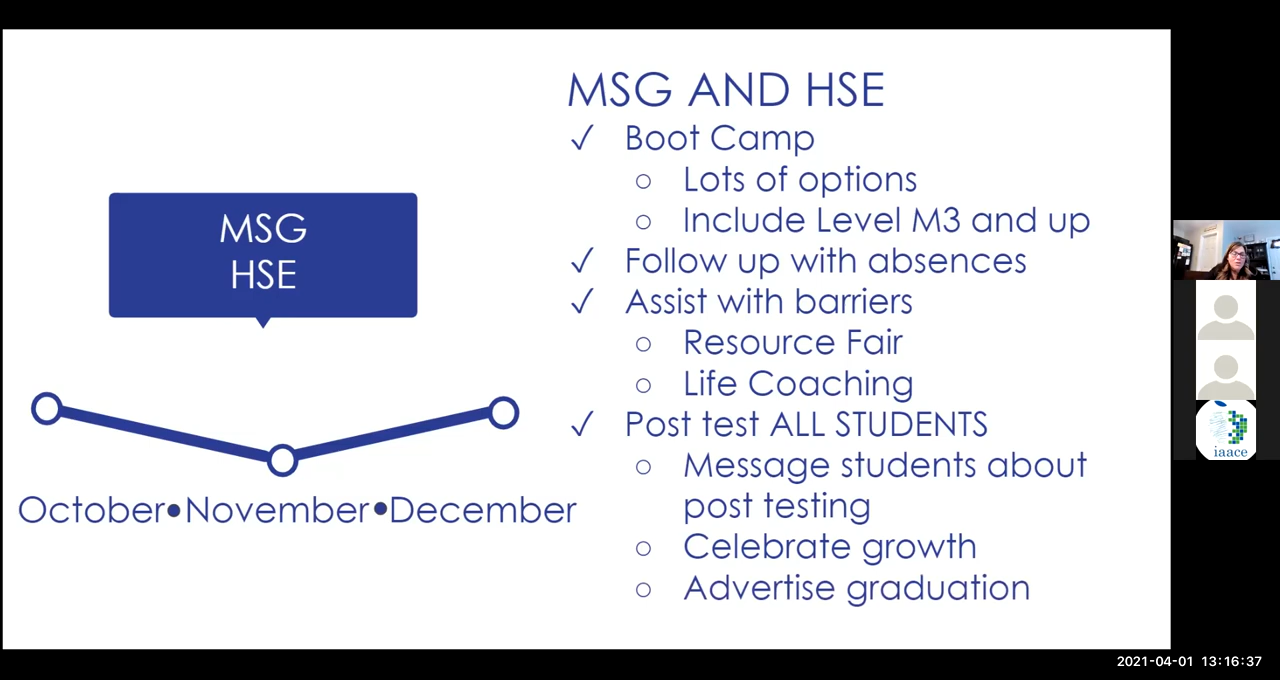 MSG
HSE
October•November•December
MSG AND HSE
✓ Boot Camp
○ Lots of options
○ Include Level M3 and up
✓ Follow up with absences
✓ Assist with barriers
○ Resource Fair
○ Life Coaching
✓ Post test ALL STUDENTS
○ Message students about
post testing
○ Celebrate growth
○ Advertise graduation
iaace
2021-04-01 13:16:37